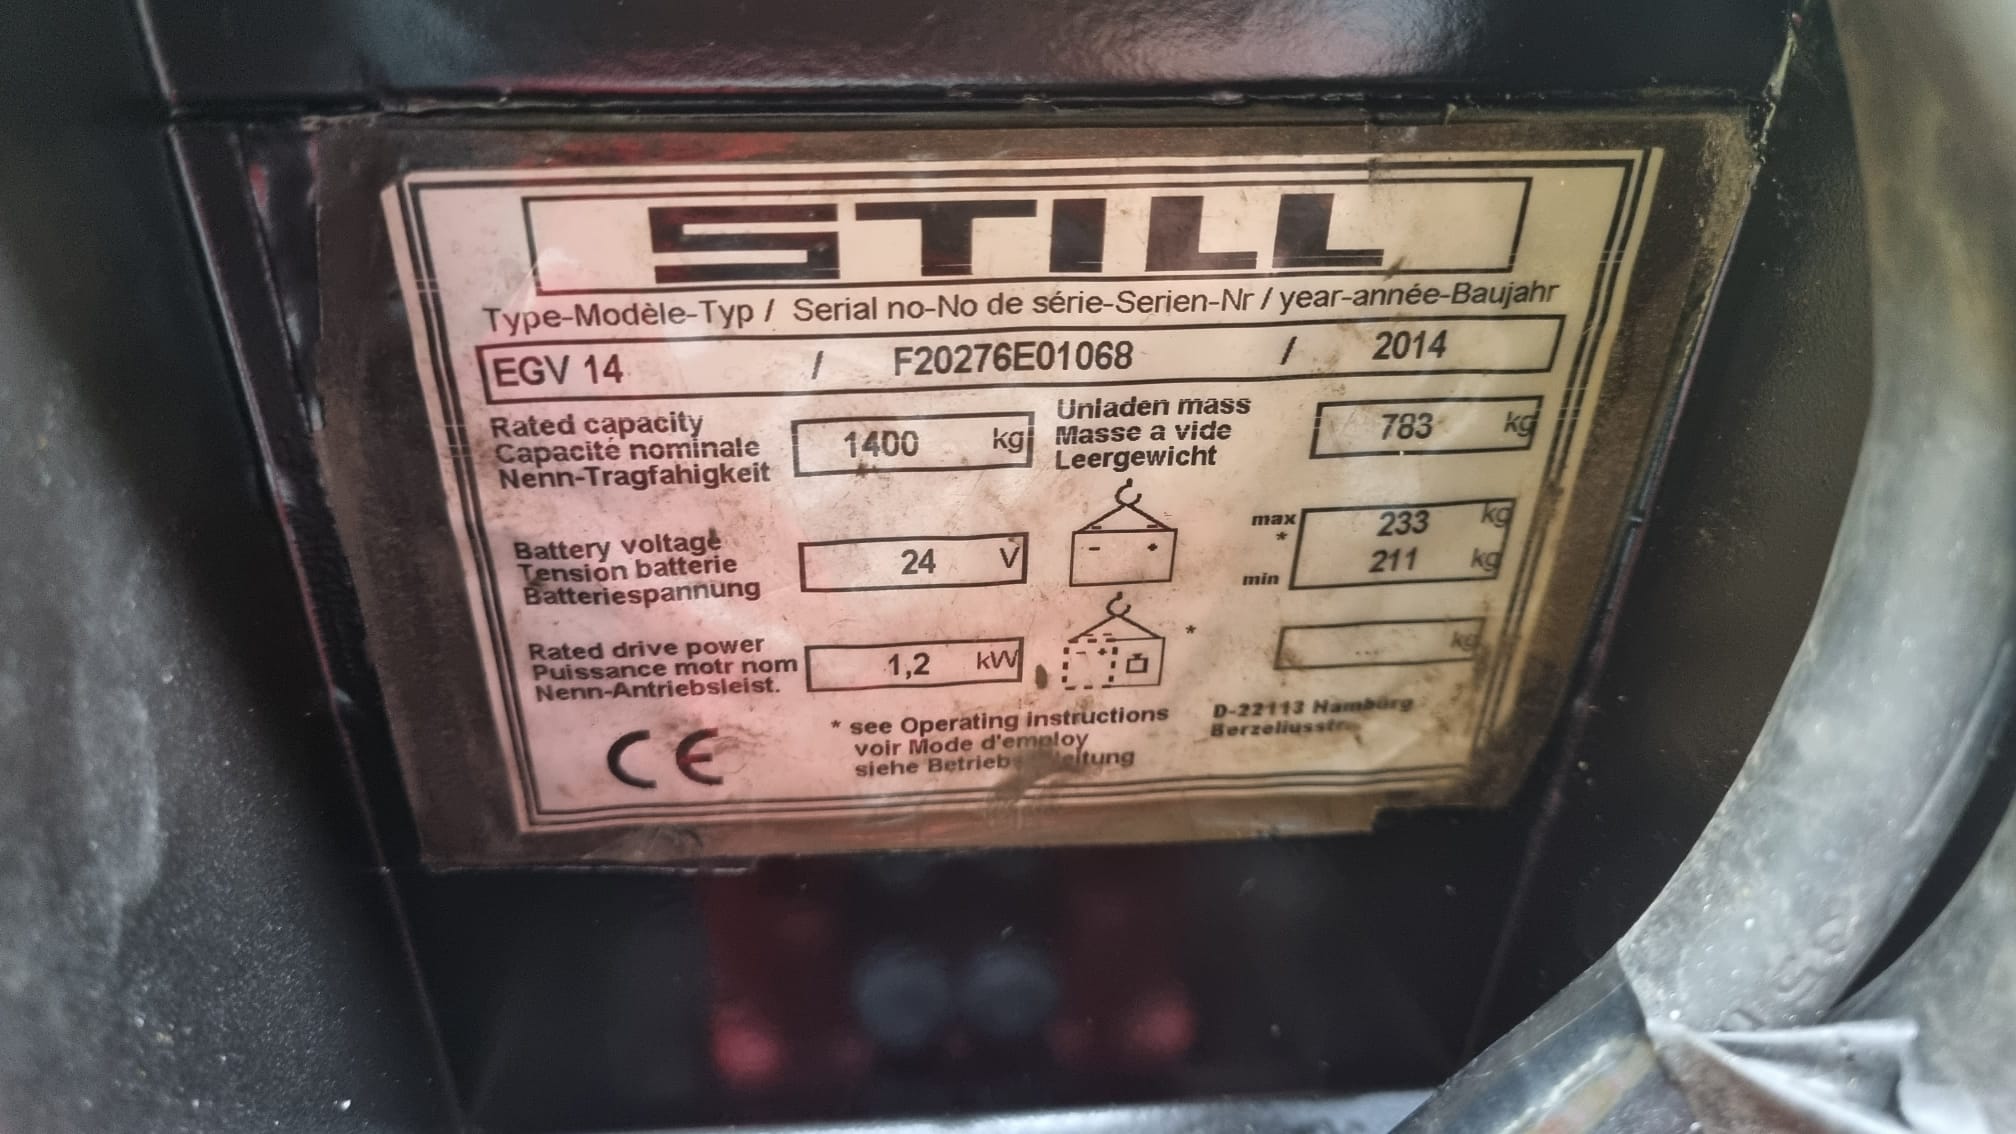 STILL
Type-Modèle-Typ / Serial no-No de série-Serien-Nr / year-année-Baujahr
EGV 14 / F20276E01068 / 2014
Rated capacity
Capacité nominale
Nenn-Tragfahigkeit
1400 kg
Unladen mass
Masse a vide
Leergewicht
783 kg
Battery voltage
Tension batterie
Batteriespannung
24 V
- +
max 233 kg
*
min 211 kg
Rated drive power
Puissance motr nom
Nenn-Antriebsleist.
1,2 kW
- +
*
... kg
CE
* see Operating instructions
voir Mode d'employ
siehe
D-22113 Hamburg
Berzeliusstr.